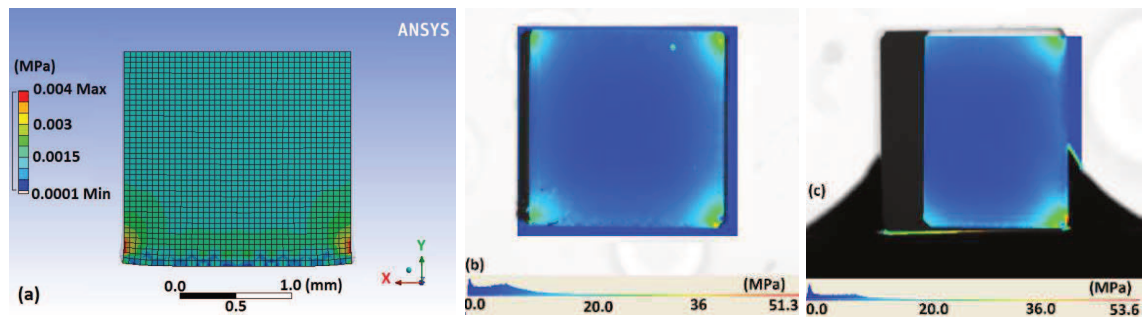 ANSYS
(MPa)
0.004 Max
0.003
0.0015
0.0001 Min
Y
X
0.0 1.0 (mm)
0.5
(a)
(b)
(MPa)
0.0 20.0 36 51.3
(c)
(MPa)
0.0 20.0 36.0 53.6